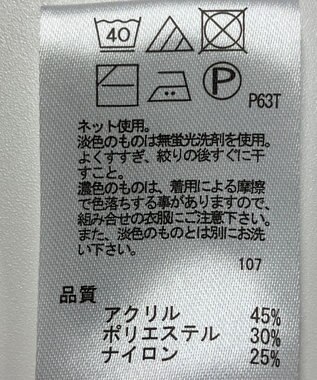 40
P
P63T
ネット使用。
淡色のものは無蛍光洗剤を使用。
よくすすぎ、絞りの後すぐに干
すこと。
濃色のものは、着用による摩擦
で色落ちする事がありますので、
組み合せの衣服にご注意下さい。
また、淡色のものとは別にお洗
い下さい。
107
品質
アクリル 45%
ポリエステル 30%
ナイロン 25%